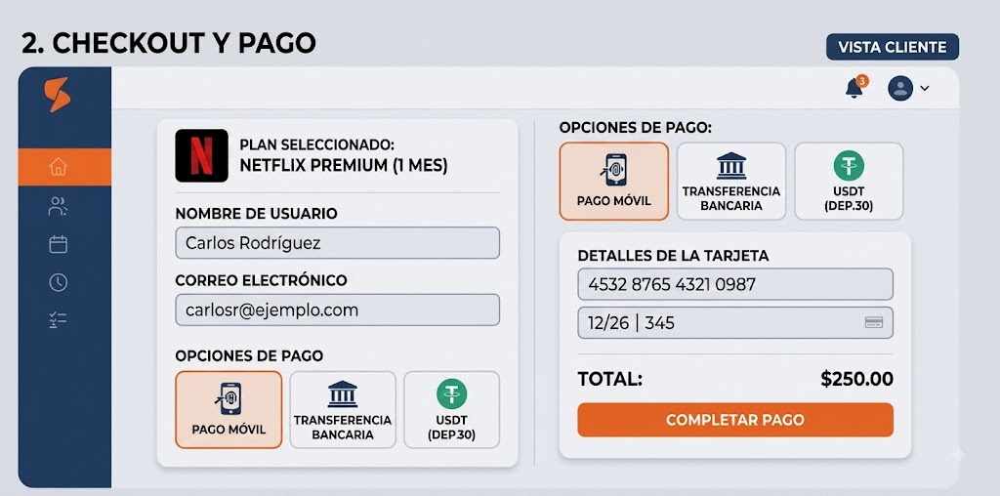 2. CHECKOUT Y PAGO
VISTA CLIENTE
3
N
PLAN SELECCIONADO:
NETFLIX PREMIUM (1 MES)
NOMBRE DE USUARIO
Carlos Rodríguez
CORREO ELECTRÓNICO
carlosr@ejemplo.com
OPCIONES DE PAGO
PAGO MÓVIL
TRANSFERENCIA
BANCARIA
USDT
(DEP.30)
OPCIONES DE PAGO:
PAGO MÓVIL
TRANSFERENCIA
BANCARIA
USDT
(DEP.30)
DETALLES DE LA TARJETA
4532 8765 4321 0987
12/26 | 345
TOTAL:
$250.00
COMPLETAR PAGO